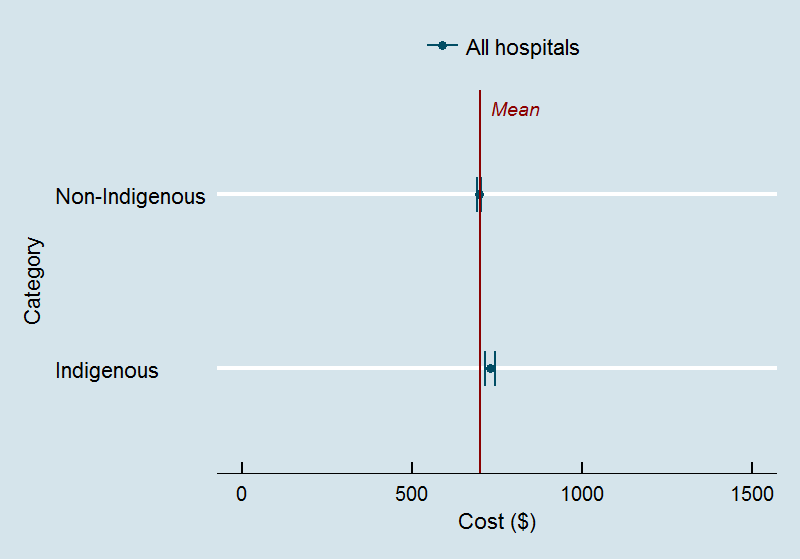 All hospitals
Mean
Non-Indigenous
Indigenous
Category
0 500 1000 1500
Cost ($)